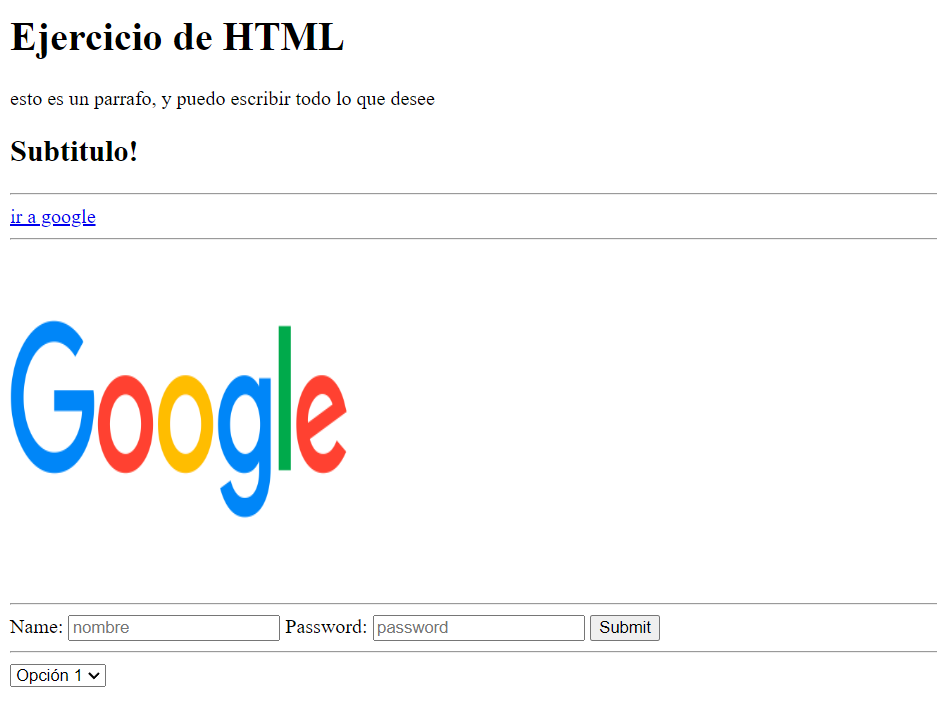 Ejercicio de HTML
esto es un parrafo, y puedo escribir todo lo que desee
Subtitulo!
ir a google
Google
Name: nombre Password: password Submit
Opción 1